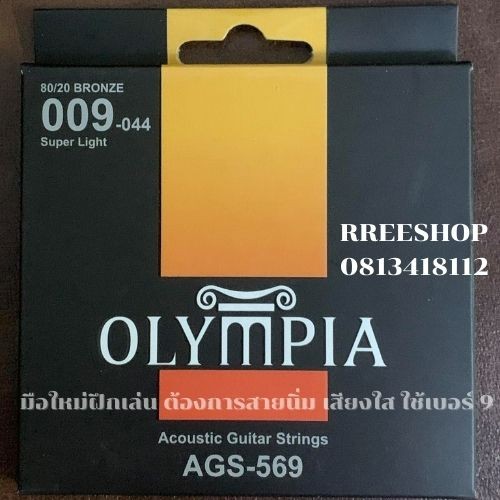 80/20 BRONZE
009-044
Super Light
RREESHOP
0813418112
OLYMPIA
มือใหม่ฝึกเล่น ต้องการสายนิ่ม เสียงใส ใช้เบอร์ 9
Acoustic Guitar Strings
AGS-569